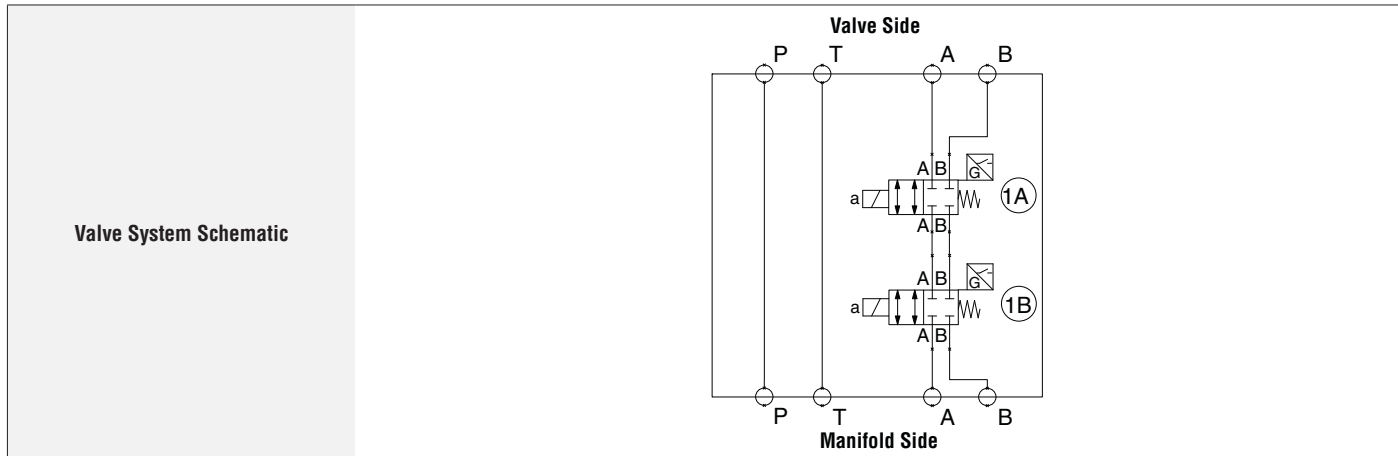 Valve System Schematic
Valve Side
P T A B
A B
G
a
1A
A B
A B
G
a
1B
A B
P T A B
Manifold Side